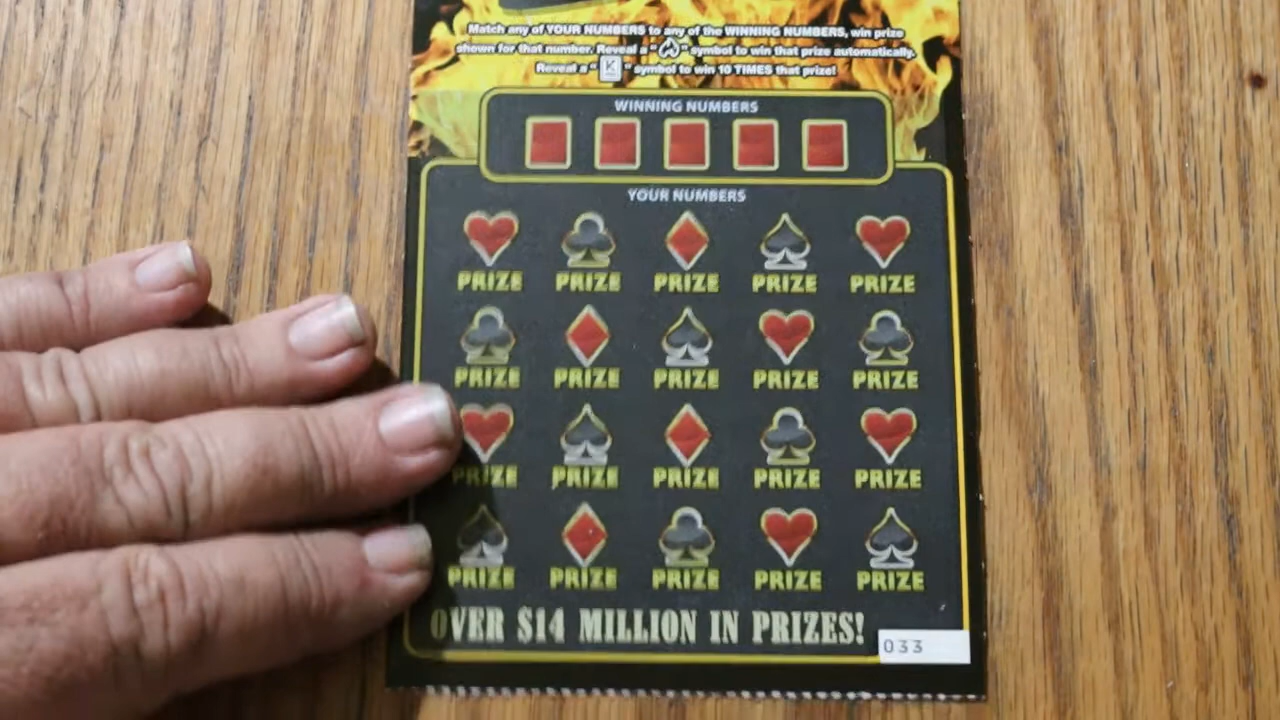 Match any of YOUR NUMBERS to any of the WINNING NUMBERS, win prize
shown for that number. Reveal a " " symbol to win that prize automatically.
Reveal a " K " symbol to win 10 TIMES that prize!
WINNING NUMBERS
YOUR NUMBERS
PRIZE PRIZE PRIZE PRIZE PRIZE
PRIZE PRIZE PRIZE PRIZE PRIZE
PRIZE PRIZE PRIZE PRIZE PRIZE
PRIZE PRIZE PRIZE PRIZE PRIZE
OVER $14 MILLION IN PRIZES!
033